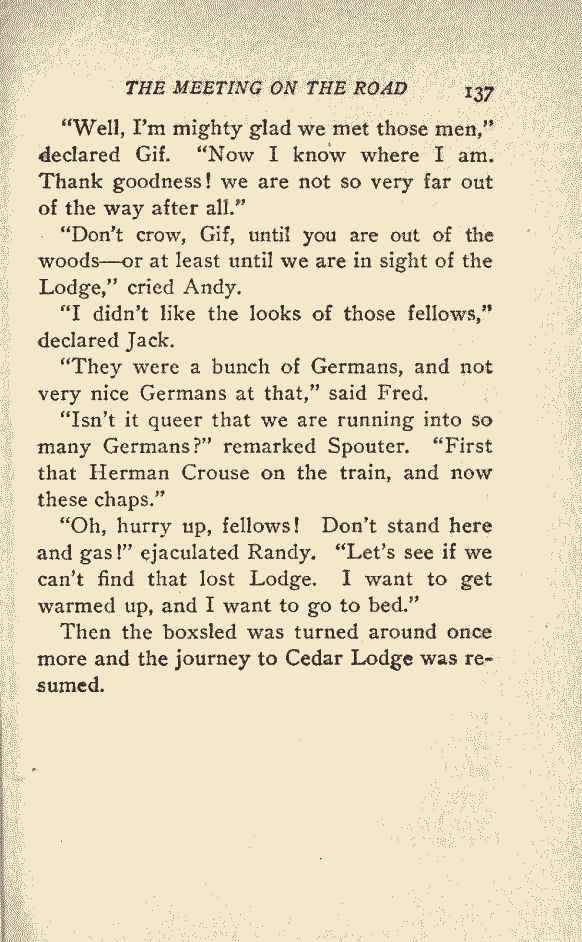 THE MEETING ON THE ROAD 137
"Well, I'm mighty glad we met those men,"
declared Gif. "Now I know where I am.
Thank goodness! we are not so very far out
of the way after all."
"Don't crow, Gif, until you are out of the
woods—or at least until we are in sight of the
Lodge," cried Andy.
"I didn't like the looks of those fellows,"
declared Jack.
"They were a bunch of Germans, and not
very nice Germans at that," said Fred.
"Isn't it queer that we are running into so
many Germans?" remarked Spouter. "First
that Herman Crouse on the train, and now
these chaps."
"Oh, hurry up, fellows! Don't stand here
and gas!" ejaculated Randy. "Let's see if we
can't find that lost Lodge. I want to get
warmed up, and I want to go to bed."
Then the boxsled was turned around once
more and the journey to Cedar Lodge was re-
sumed.